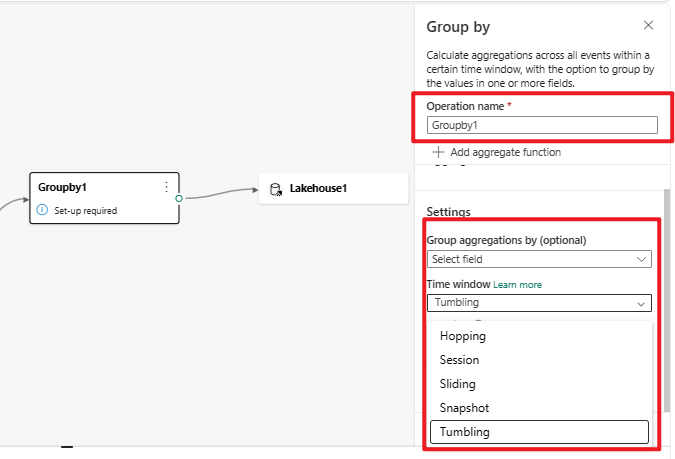 Group by
Calculate aggregations across all events within a
certain time window, with the option to group by
the values in one or more fields.
Operation name *
Groupby1
Add aggregate function
Settings
Group aggregations by (optional)
Select field
Time window Learn more
Tumbling
Hopping
Session
Sliding
Snapshot
Tumbling
Groupby1
Set-up required
Lakehouse1